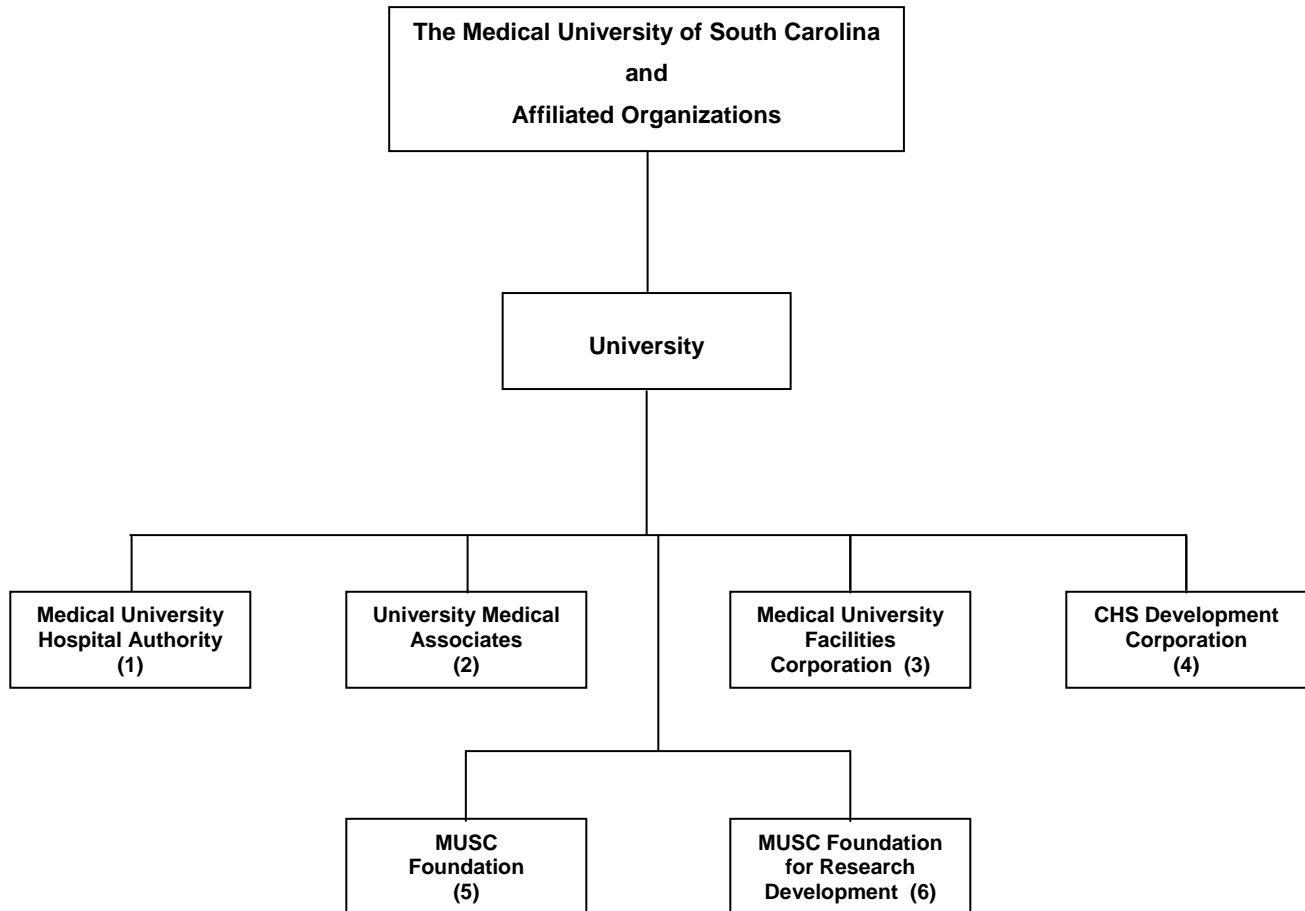 The Medical University of South Carolina
and
Affiliated Organizations
University
Medical University
Hospital Authority
(1)
University Medical
Associates
(2)
Medical University
Facilities
Corporation (3)
CHS Development
Corporation
(4)
MUSC
Foundation
(5)
MUSC Foundation
for Research
Development (6)